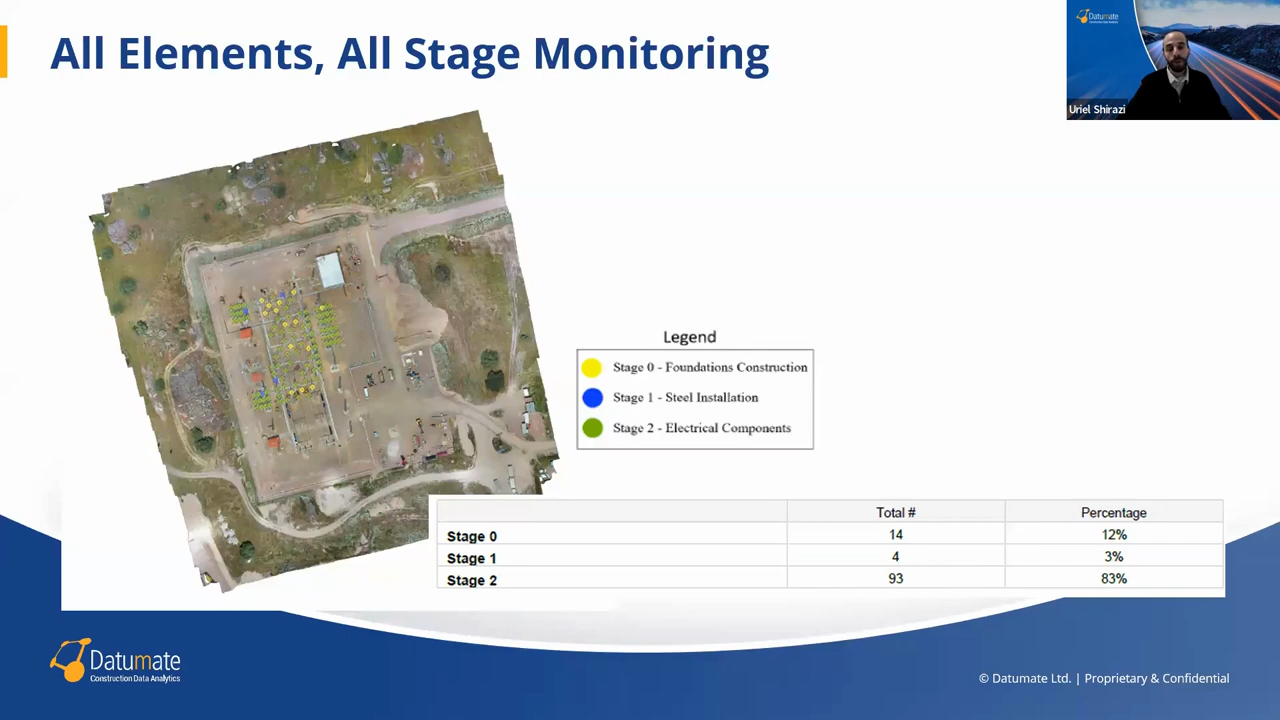 All Elements, All Stage Monitoring
Datumate
Uriel Shirazi
Legend
Stage 0 - Foundations Construction
Stage 1 - Steel Installation
Stage 2 - Electrical Components
Total # Percentage
Stage 0 14 12%
Stage 1 4 3%
Stage 2 93 83%
Datumate
Construction Data Analytics
© Datumate Ltd. | Proprietary & Confidential